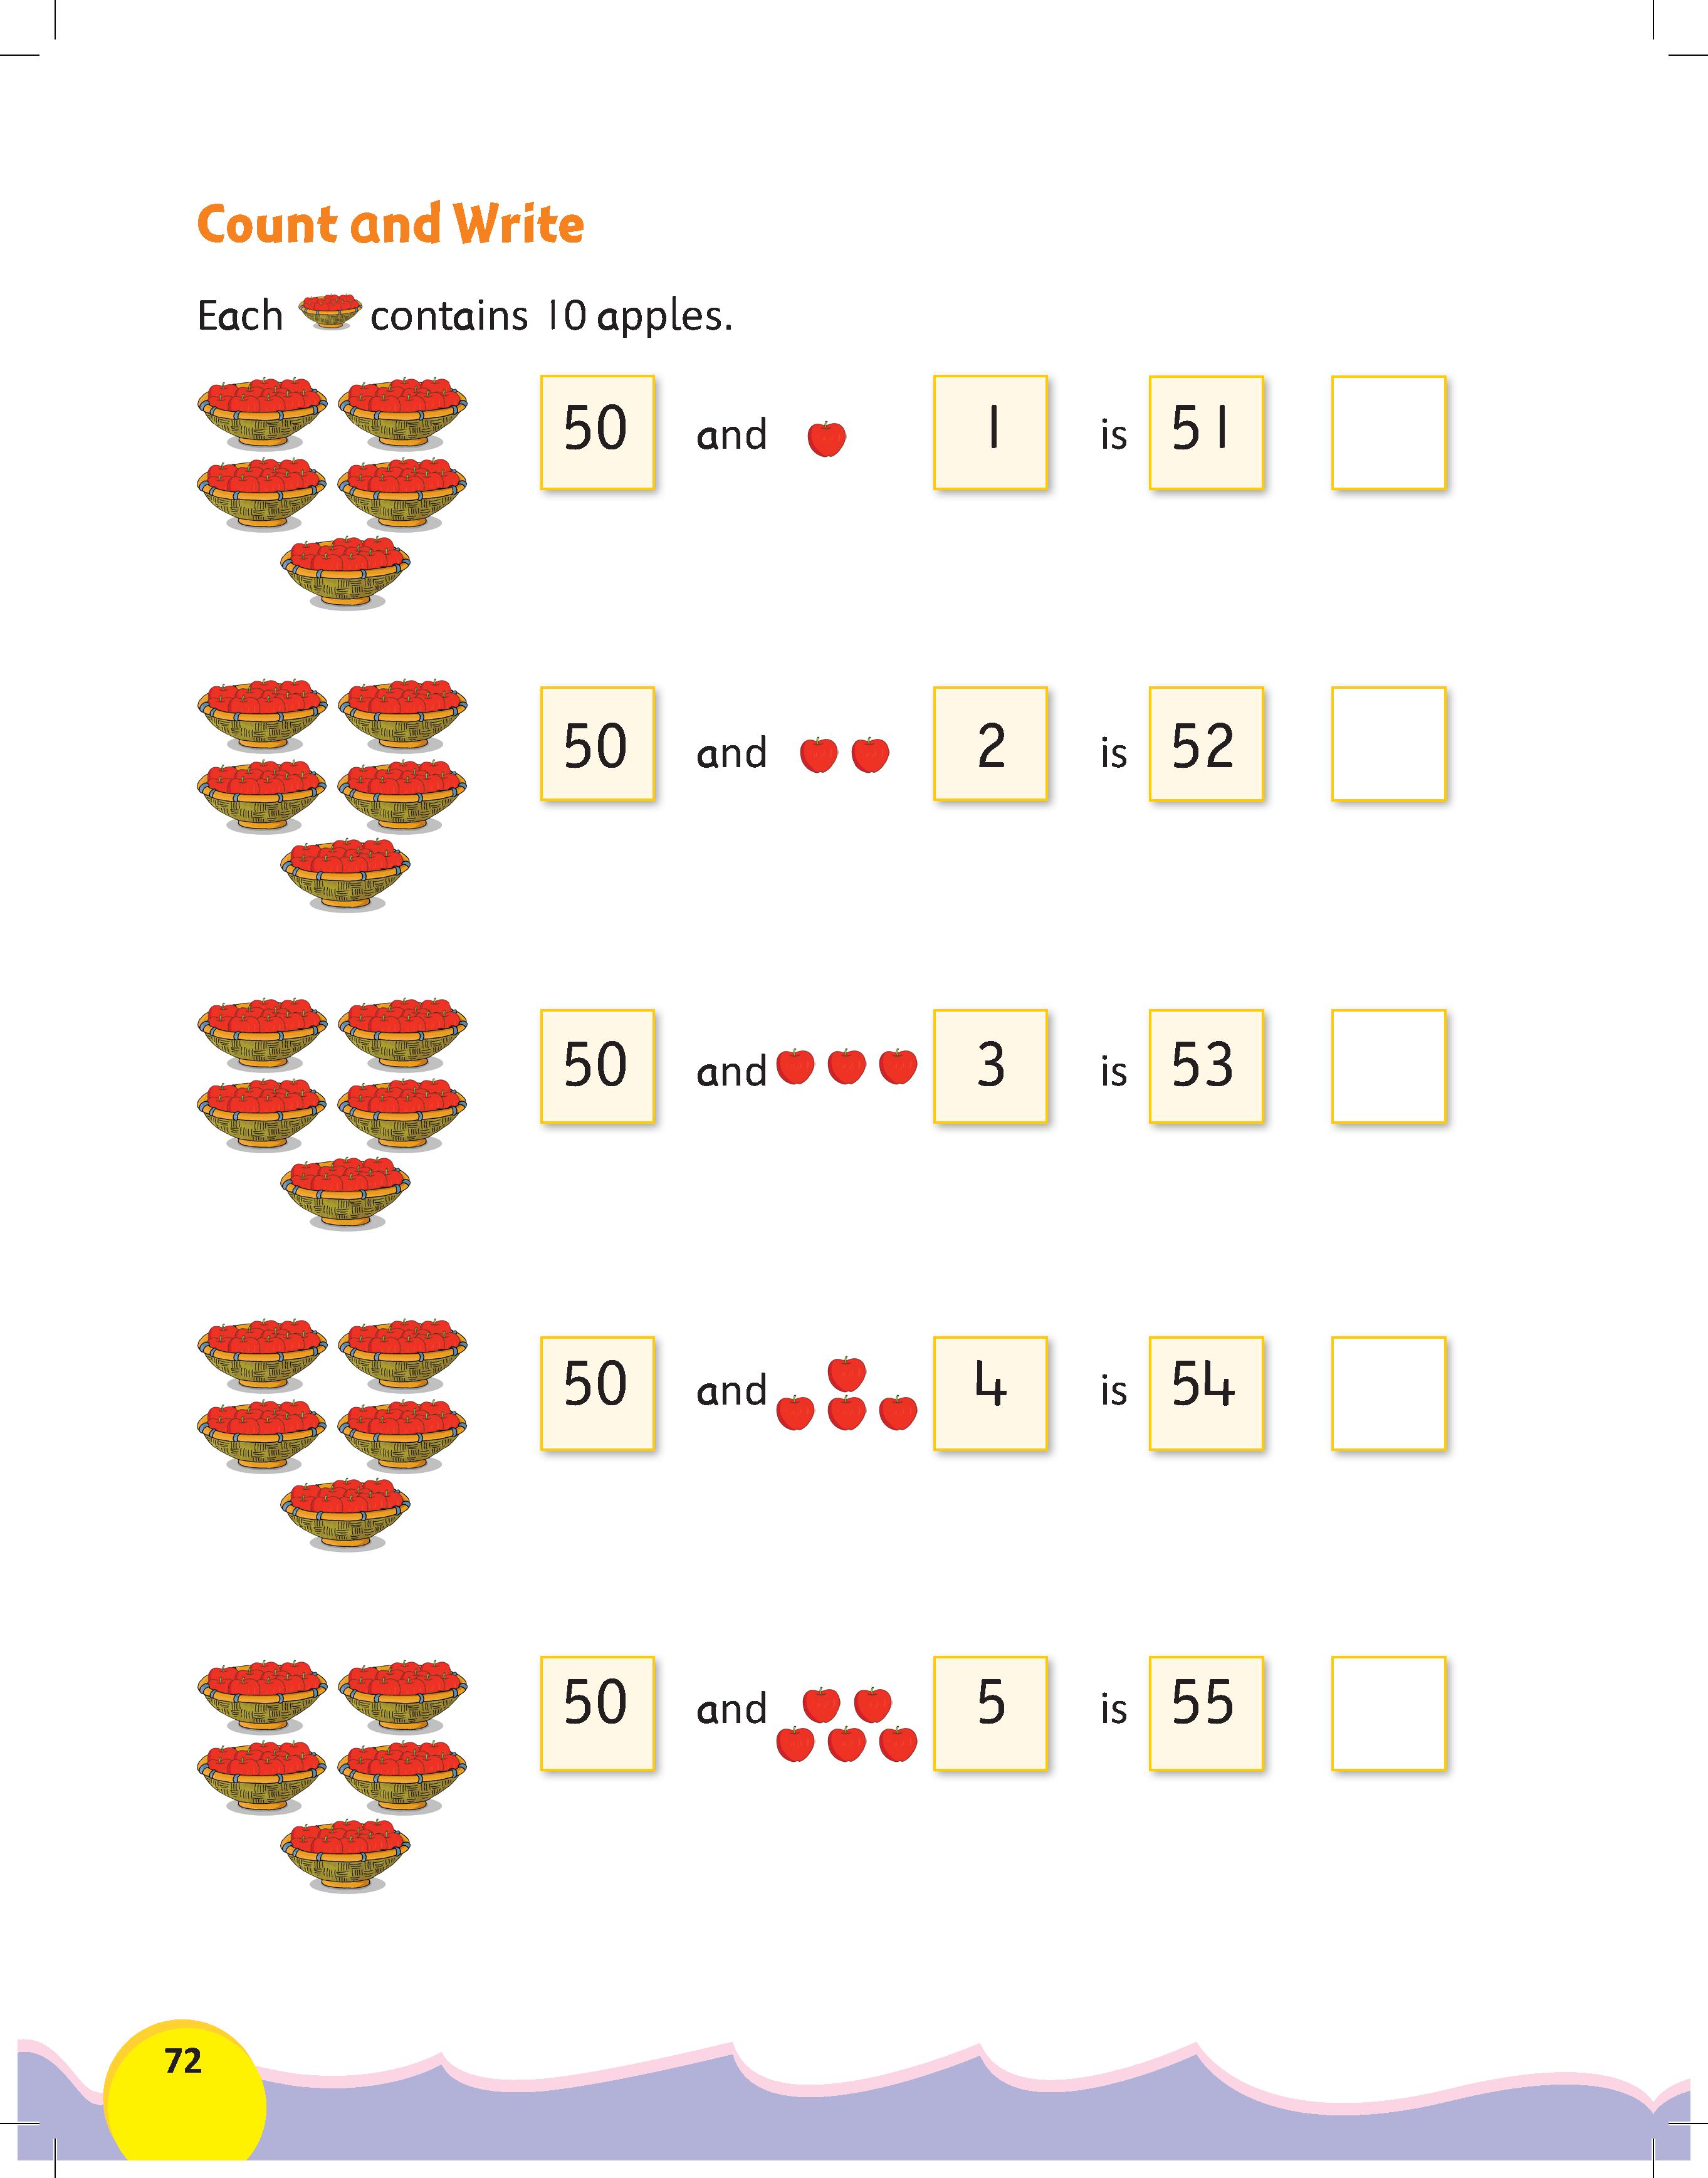 Count and Write
Each contains 10 apples.
50 and 1 is 51
50 and 2 is 52
50 and 3 is 53
50 and 4 is 54
50 and 5 is 55
72